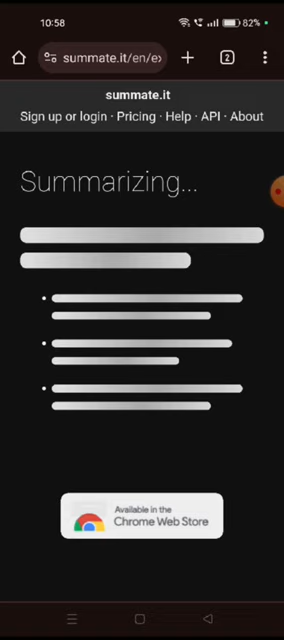 10:58
82%
summate.it/en/ex
2
summate.it
Sign up or login · Pricing · Help · API · About
Summarizing...
Available in the
Chrome Web Store